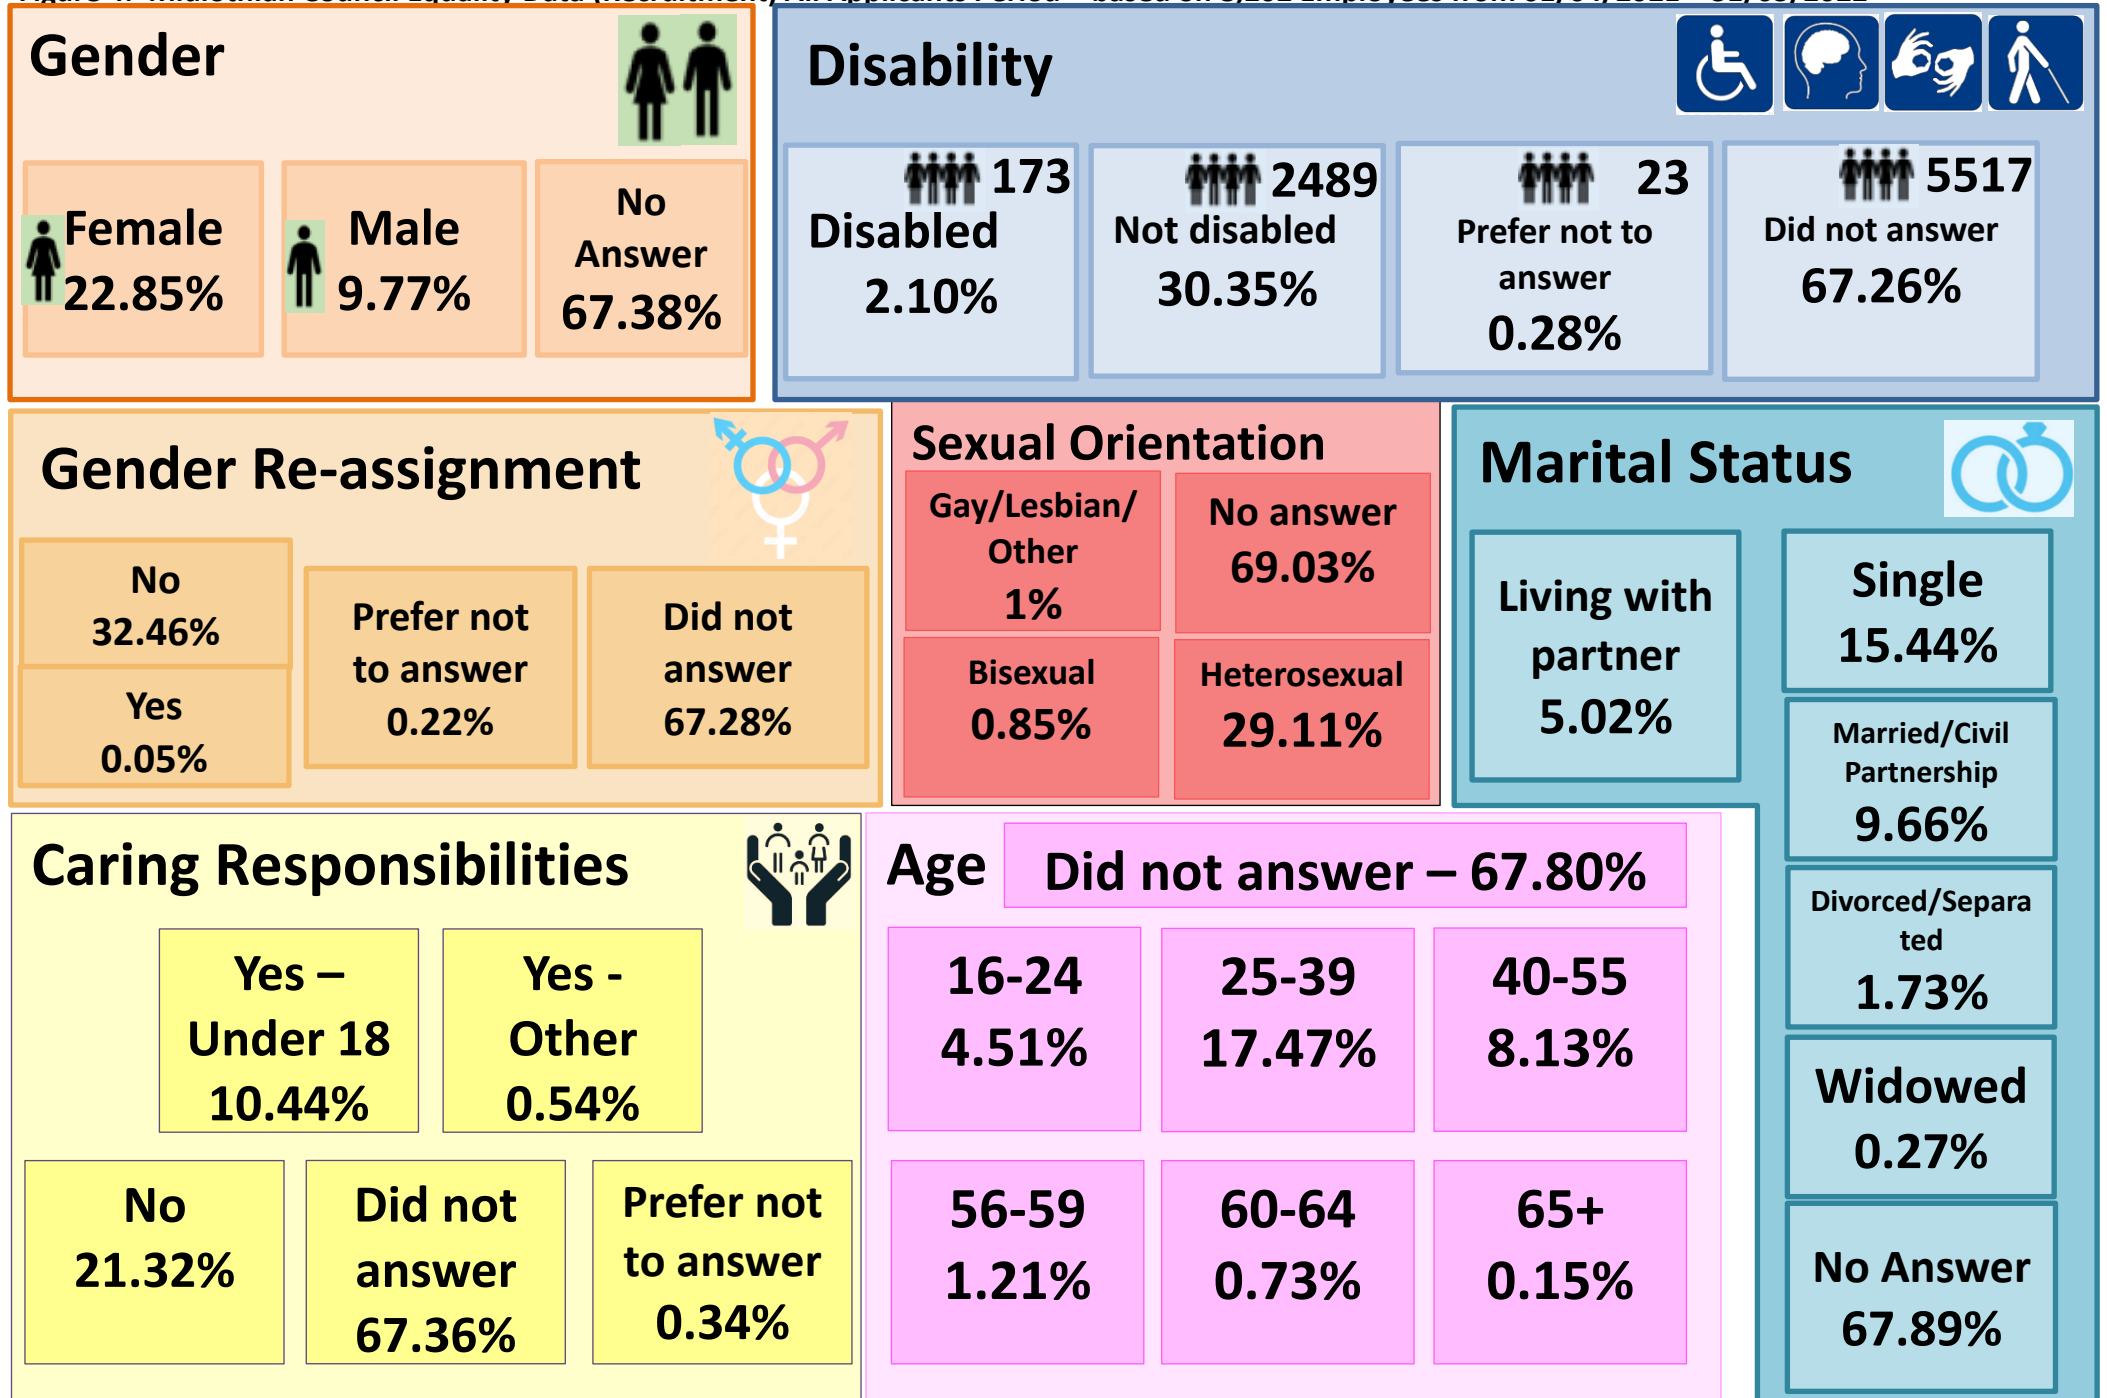 Gender
Female
22.85%
Male
9.77%
No
Answer
67.38%
Disability
173
Disabled
2.10%
2489
Not disabled
30.35%
23
Prefer not to
answer
0.28%
5517
Did not answer
67.26%
Gender Re-assignment
No
32.46%
Yes
0.05%
Prefer not
to answer
0.22%
Did not
answer
67.28%
Sexual Orientation
Gay/Lesbian/
Other
1%
No answer
69.03%
Bisexual
0.85%
Heterosexual
29.11%
Marital Status
Living with
partner
5.02%
Single
15.44%
Married/Civil
Partnership
9.66%
Divorced/Separa
ted
1.73%
Widowed
0.27%
No Answer
67.89%
Caring Responsibilities
Yes –
Under 18
10.44%
Yes -
Other
0.54%
No
21.32%
Did not
answer
67.36%
Prefer not
to answer
0.34%
Age
Did not answer – 67.80%
16-24
4.51%
25-39
17.47%
40-55
8.13%
56-59
1.21%
60-64
0.73%
65+
0.15%